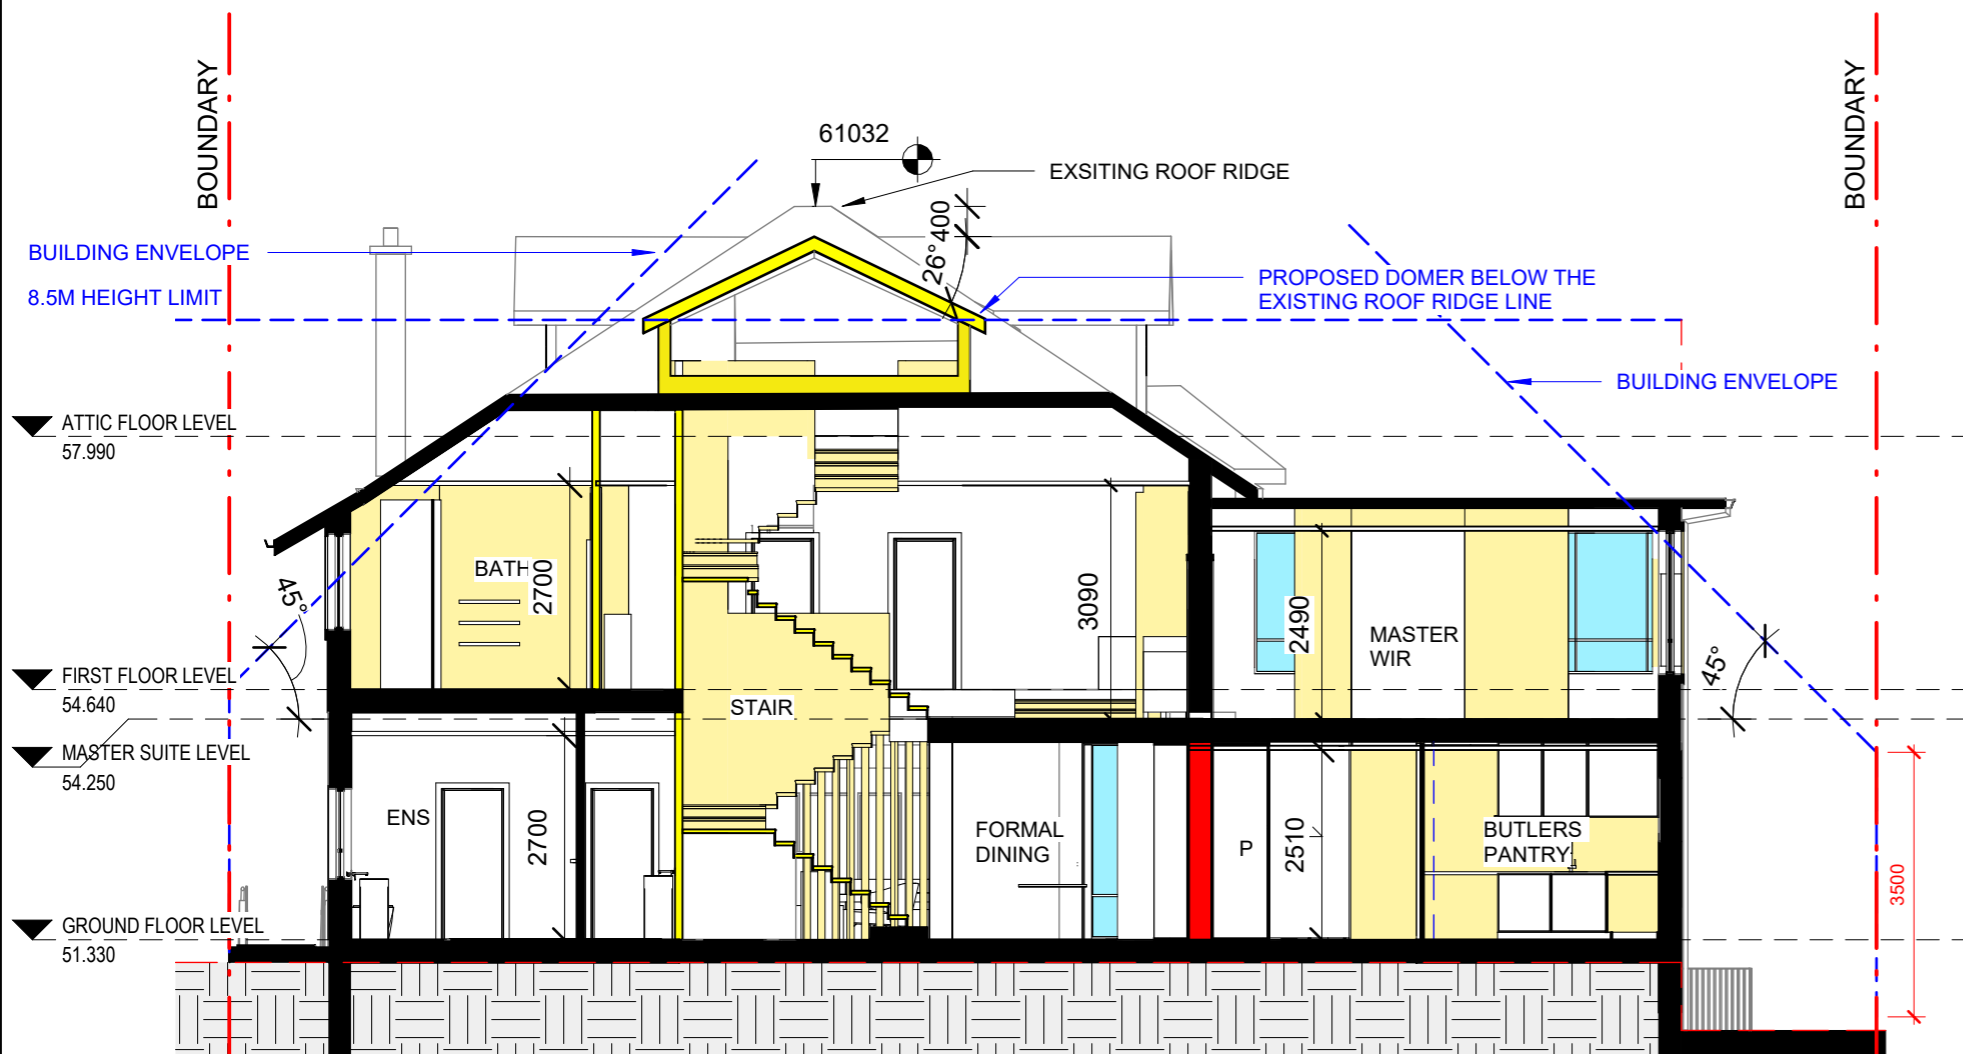 BOUNDARY
BOUNDARY
61032
EXSITING ROOF RIDGE
400
26°
BUILDING ENVELOPE
8.5M HEIGHT LIMIT
PROPOSED DOMER BELOW THE
EXISTING ROOF RIDGE LINE
BUILDING ENVELOPE
ATTIC FLOOR LEVEL
57.990
BATH
2700
3090
2490
MASTER
WIR
45°
45°
FIRST FLOOR LEVEL
54.640
STAIR
MASTER SUITE LEVEL
54.250
ENS
2700
FORMAL
DINING
P
2510
BUTLERS
PANTRY
3500
GROUND FLOOR LEVEL
51.330